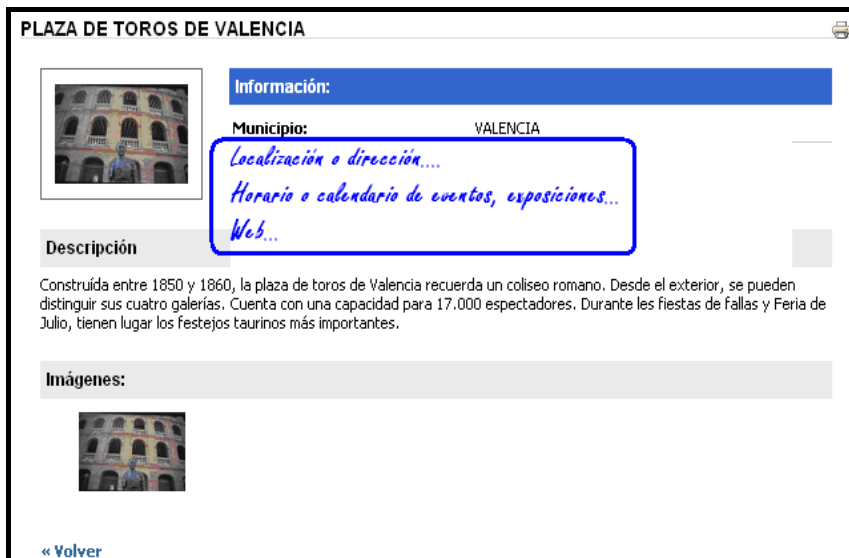 PLAZA DE TOROS DE VALENCIA
Información:
Municipio: VALENCIA
Localización o dirección....
Horario o calendario de eventos, exposiciones...
Web...
Descripción
Construída entre 1850 y 1860, la plaza de toros de Valencia recuerda un coliseo romano. Desde el exterior, se pueden
distinguir sus cuatro galerías. Cuenta con una capacidad para 17.000 espectadores. Durante les fiestas de fallas y Feria de
Julio, tienen lugar los festejos taurinos más importantes.
Imágenes:
« Volver